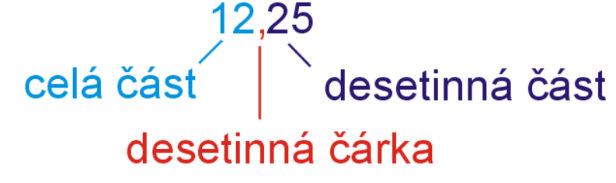 12,25
celá část
desetinná část
desetinná čárka